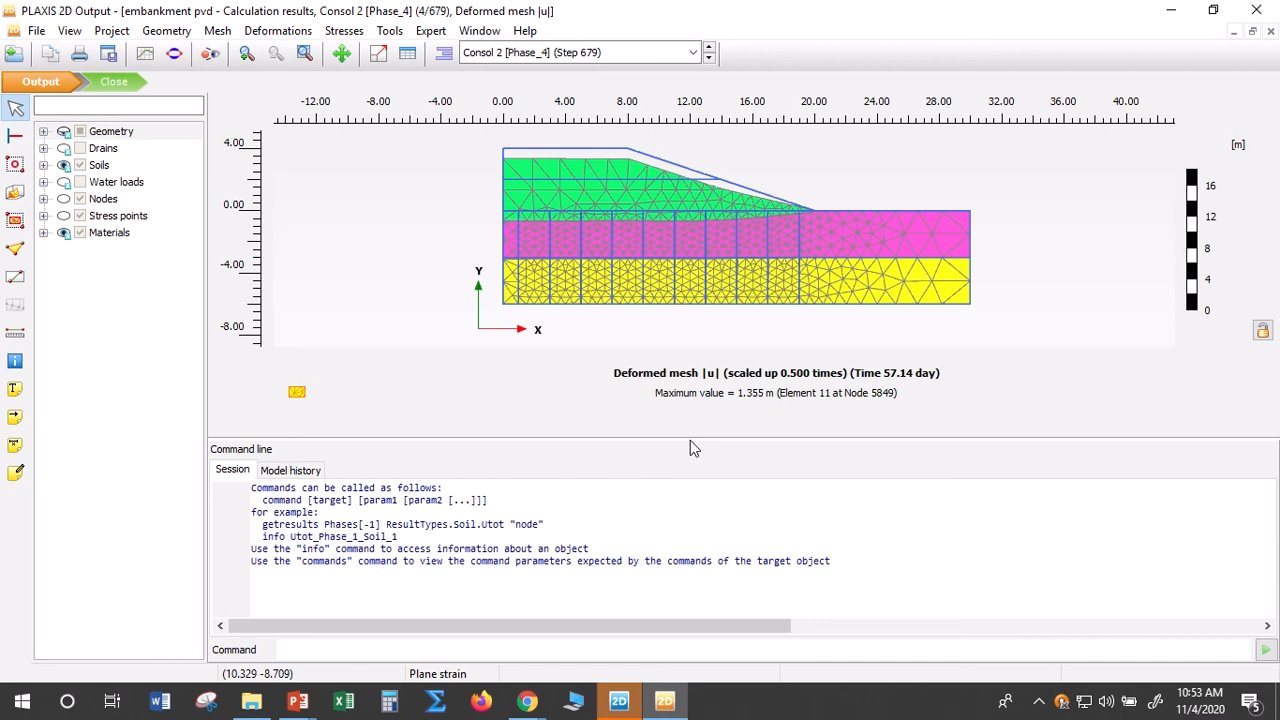 PLAXIS 2D Output - [embankment pvd - Calculation results, Consol 2 [Phase_4] (4/679), Deformed mesh |u|]
File View Project Geometry Mesh Deformations Stresses Tools Expert Window Help
Consol 2 [Phase_4] (Step 679)
Output Close
-12.00 -8.00 -4.00 0.00 4.00 8.00 12.00 16.00 20.00 24.00 28.00 32.00 36.00 40.00
Geometry
Drains
Soils
Water loads
Nodes
Stress points
Materials
4.00
0.00
-4.00
-8.00
Y
X
[m]
16
12
8
4
0
Deformed mesh |u| (scaled up 0.500 times) (Time 57.14 day)
Maximum value = 1.355 m (Element 11 at Node 5849)
Command line
Session Model history
Commands can be called as follows:
command [target] [param1 [param2 [...]]]
for example:
getresults Phases[-1] ResultTypes.Soil.Utot "node"
info Utot_Phase_1_Soil_1
Use the "info" command to access information about an object
Use the "commands" command to view the command parameters expected by the commands of the target object
Command
(10.329 -8.709) Plane strain
10:53 AM
11/4/2020
5